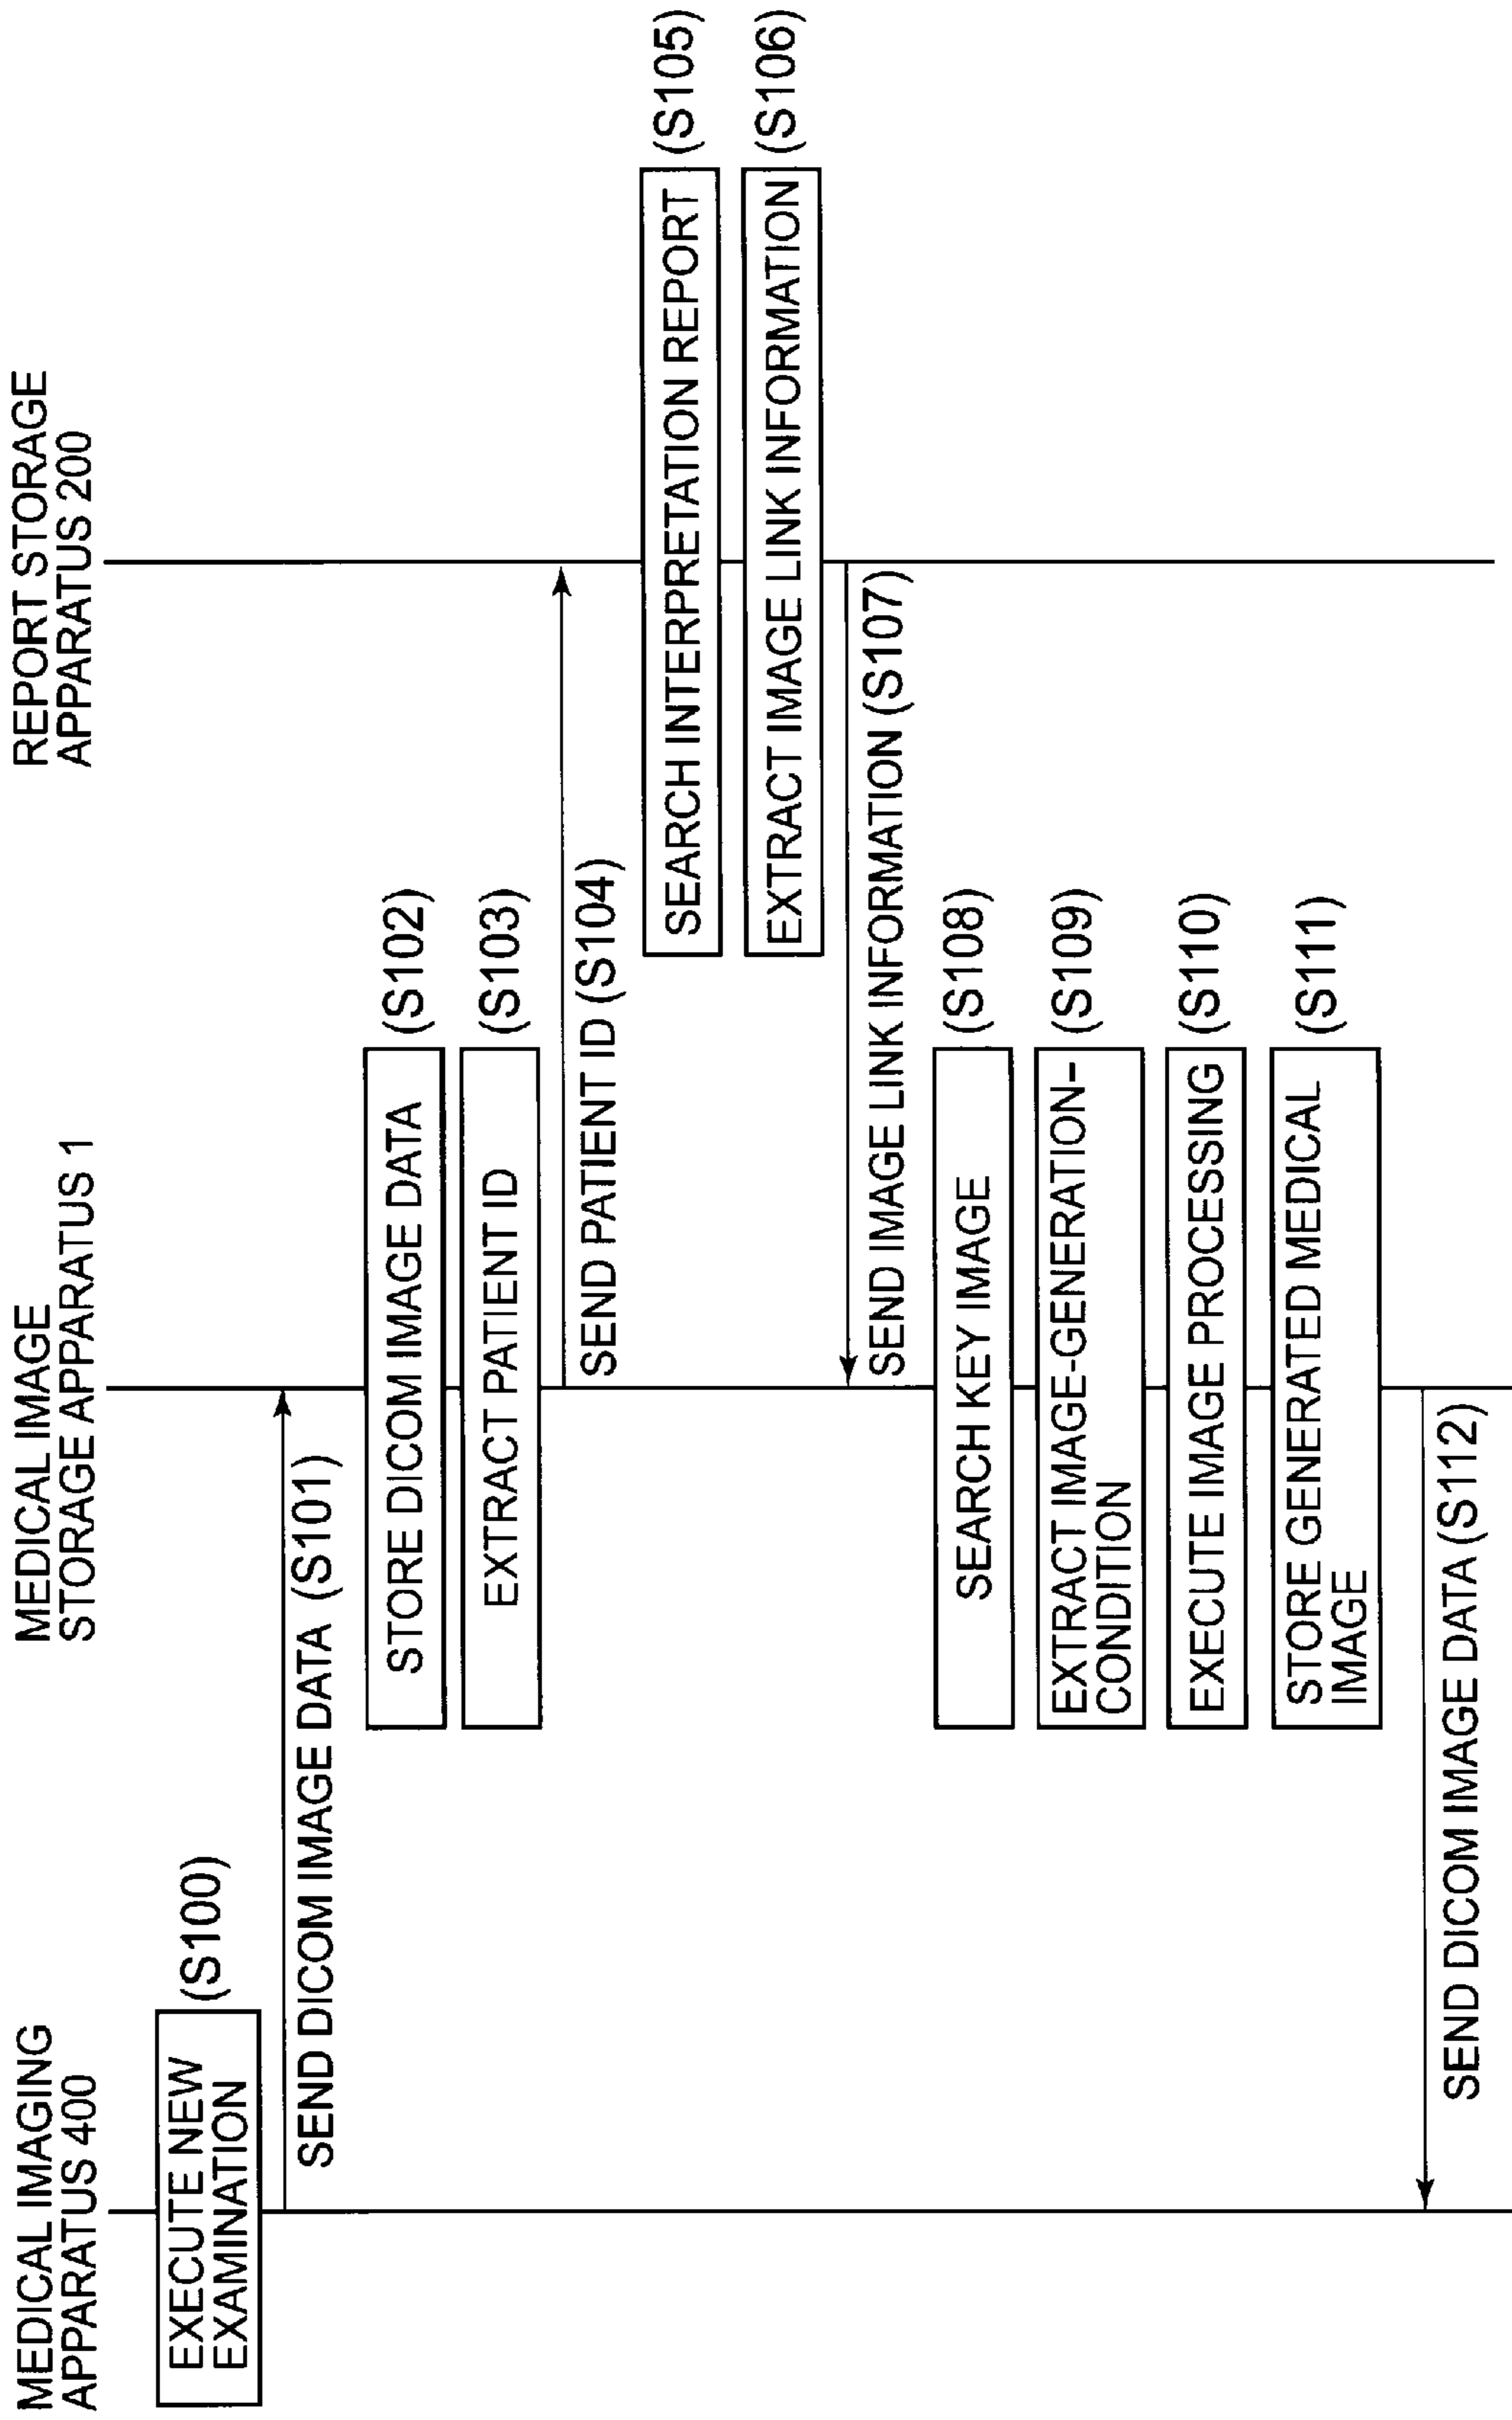 MEDICAL IMAGING
APPARATUS 400
MEDICAL IMAGE
STORAGE APPARATUS 1
REPORT STORAGE
APPARATUS 200
EXECUTE NEW
EXAMINATION
(S100)
SEND DICOM IMAGE DATA (S101)
STORE DICOM IMAGE DATA
(S102)
EXTRACT PATIENT ID
(S103)
SEND PATIENT ID (S104)
SEARCH INTERPRETATION REPORT
(S105)
EXTRACT IMAGE LINK INFORMATION
(S106)
SEND IMAGE LINK INFORMATION (S107)
SEARCH KEY IMAGE
(S108)
EXTRACT IMAGE-GENERATION-
CONDITION
(S109)
EXECUTE IMAGE PROCESSING
(S110)
STORE GENERATED MEDICAL
IMAGE
(S111)
SEND DICOM IMAGE DATA (S112)